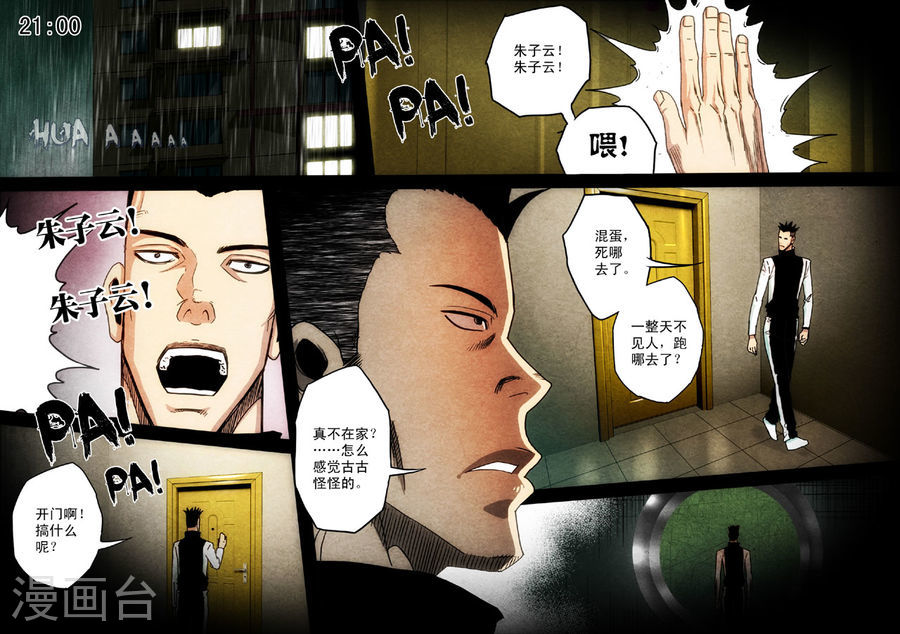 21:00
HUA A A A A A
PA!
PA!
朱子云!
朱子云!
喂!
朱子云!
朱子云!
PA!
PA!
开门啊!
搞什么
呢?
真不在家?
……怎么
感觉古古
怪怪的。
混蛋,
死哪
去了。
一整天不
见人,跑
哪去了?
漫画台